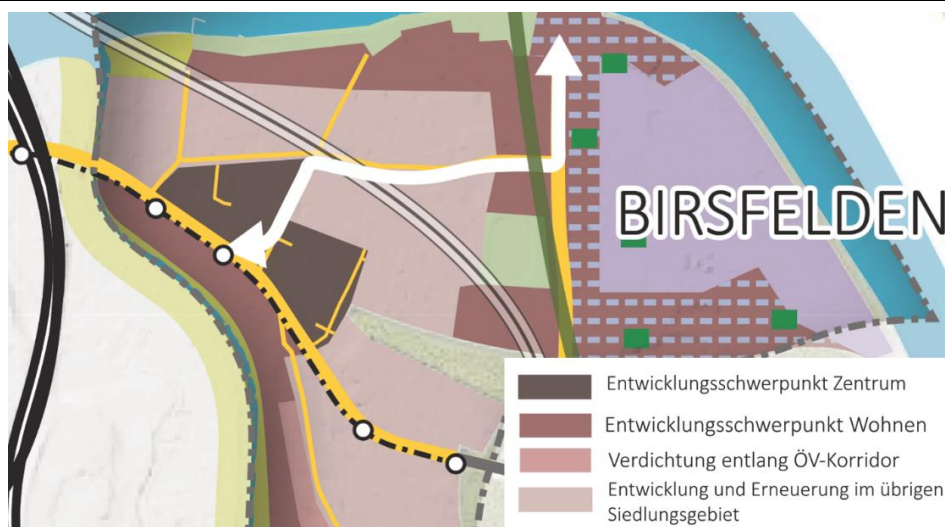 BIRSFELDEN
Entwicklungsschwerpunkt Zentrum
Entwicklungsschwerpunkt Wohnen
Verdichtung entlang ÖV-Korridor
Entwicklung und Erneuerung im übrigen
Siedlungsgebiet